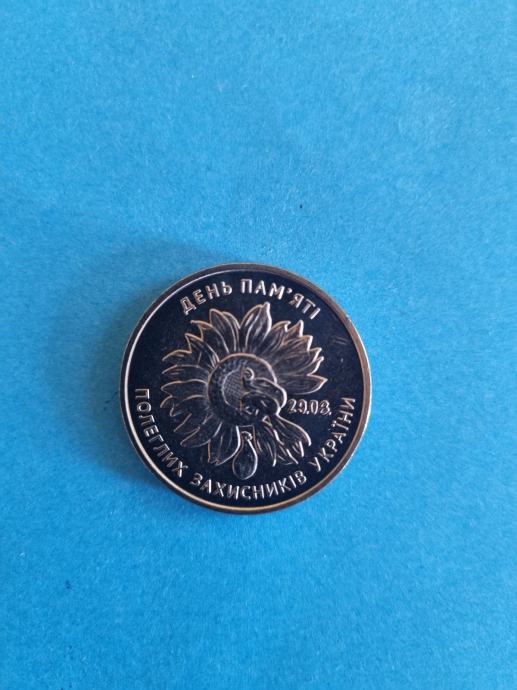 ДЕНЬ ПАМ'ЯТІ
29.08.
ПОЛЕГЛИХ ЗАХИСНИКІВ УКРАЇНИ